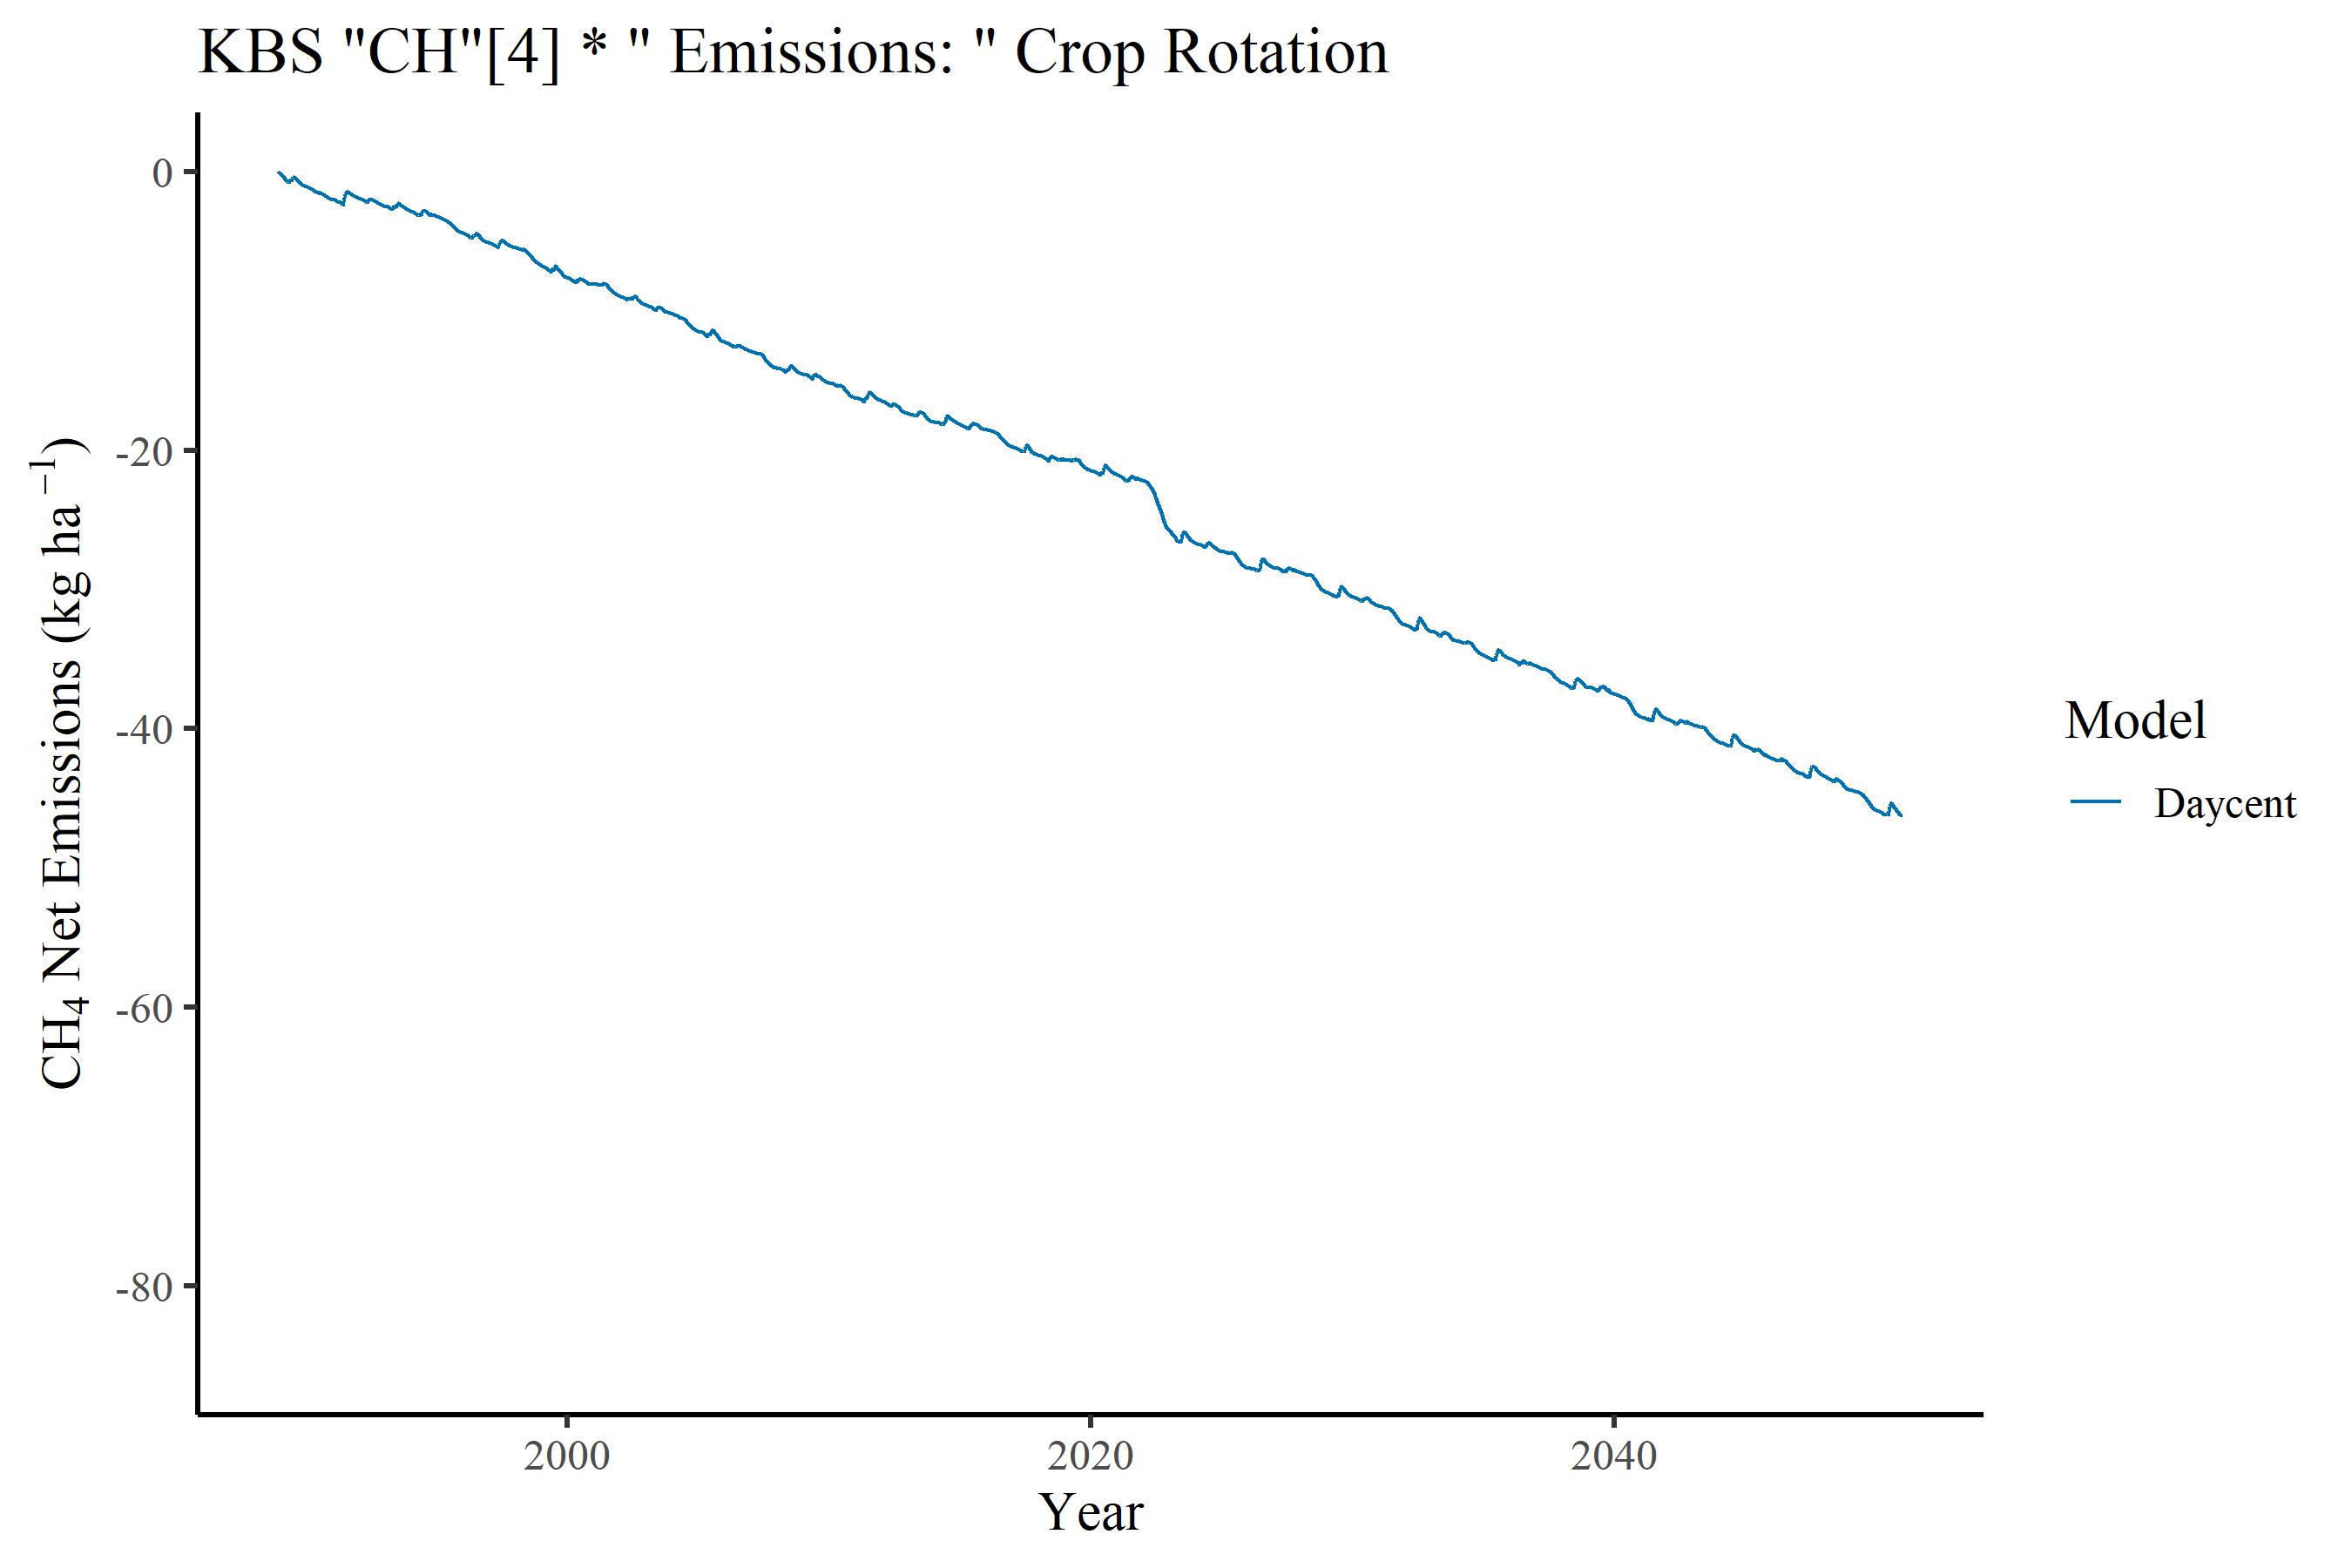 KBS "CH"[4] * " Emissions: " Crop Rotation
CH₄ Net Emissions (kg ha ⁻¹)
0
-20
-40
-60
-80
2000 2020 2040
Year
Model
Daycent